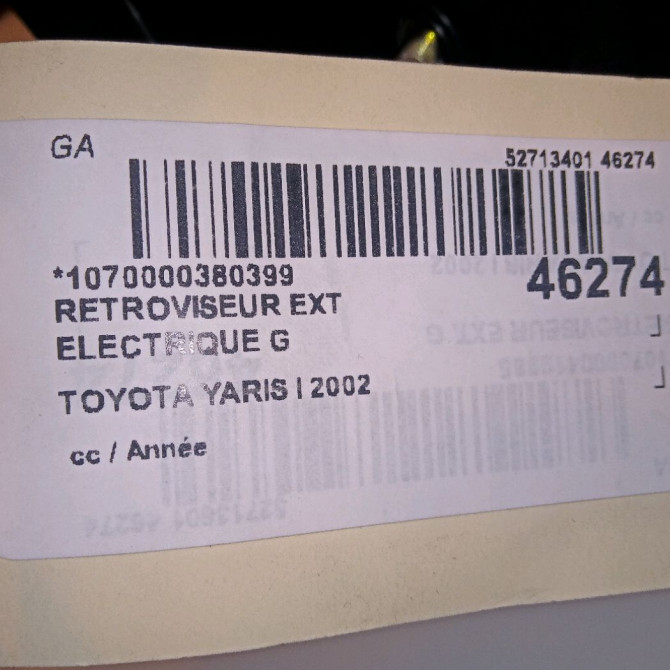 GA
52713401 46274
*1070000380399
46274
RETROVISEUR EXT
ELECTRIQUE G
TOYOTA YARIS I 2002
cc / Année